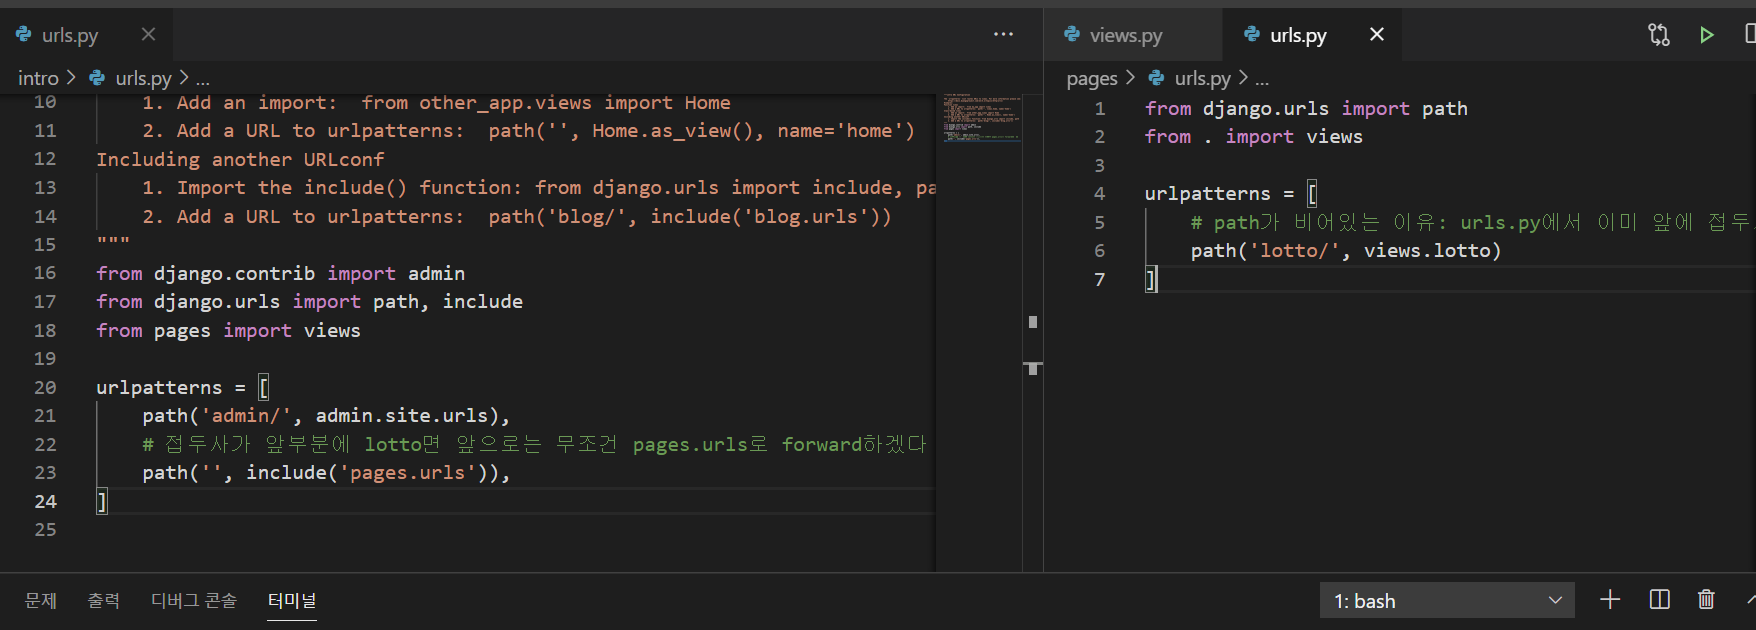 urls.py
intro > urls.py > ...
10 1. Add an import:  from other_app.views import Home
11 2. Add a URL to urlpatterns:  path('', Home.as_view(), name='home')
12 Including another URLconf
13 1. Import the include() function: from django.urls import include, pa
14 2. Add a URL to urlpatterns:  path('blog/', include('blog.urls'))
15 """
16 from django.contrib import admin
17 from django.urls import path, include
18 from pages import views
19
20 urlpatterns = [
21 path('admin/', admin.site.urls),
22 # 접두사가 앞부분에 lotto면 앞으로는 무조건 pages.urls로 forward하겠다
23 path('', include('pages.urls')),
24 ]
25
views.py urls.py
pages > urls.py > ...
1 from django.urls import path
2 from . import views
3
4 urlpatterns = [
5 # path가 비어있는 이유: urls.py에서 이미 앞에 접두
6 path('lotto/', views.lotto)
7 ]
문제 출력 디버그 콘솔 터미널
1: bash